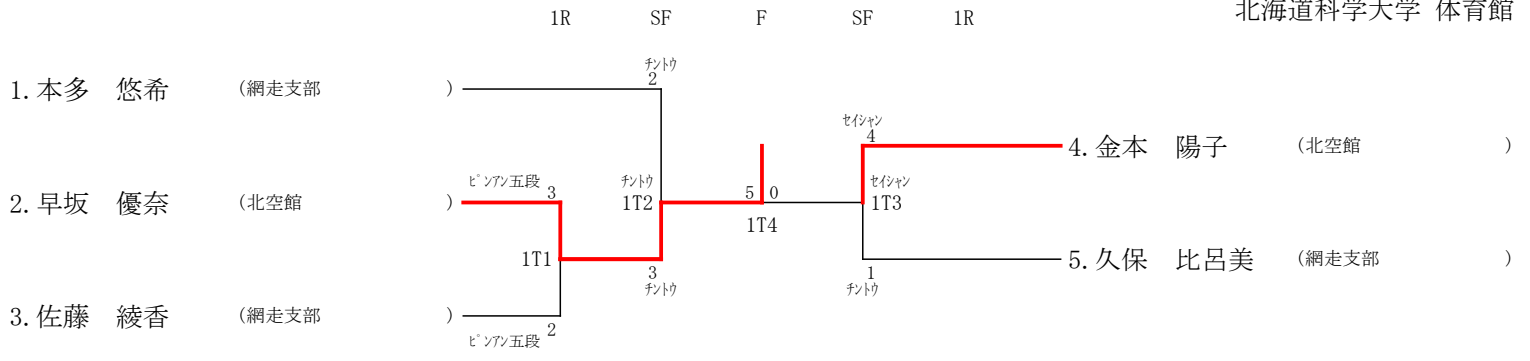 北海道科学大学 体育館
1R SF F SF 1R
ﾁﾝﾄｳ
2
1.本多 悠希 (網走支部 )
ｾｲｼｬﾝ
4
4.金本 陽子 (北空館 )
ﾋﾟﾝｱﾝ五段 3
ﾁﾝﾄｳ
ｾｲｼｬﾝ
2.早坂 優奈 (北空館 )
1T2
5 0
1T3
1T4
1T1
5.久保 比呂美 (網走支部 )
3
ﾁﾝﾄｳ
1
ﾁﾝﾄｳ
3.佐藤 綾香 (網走支部 )
ﾋﾟﾝｱﾝ五段 2